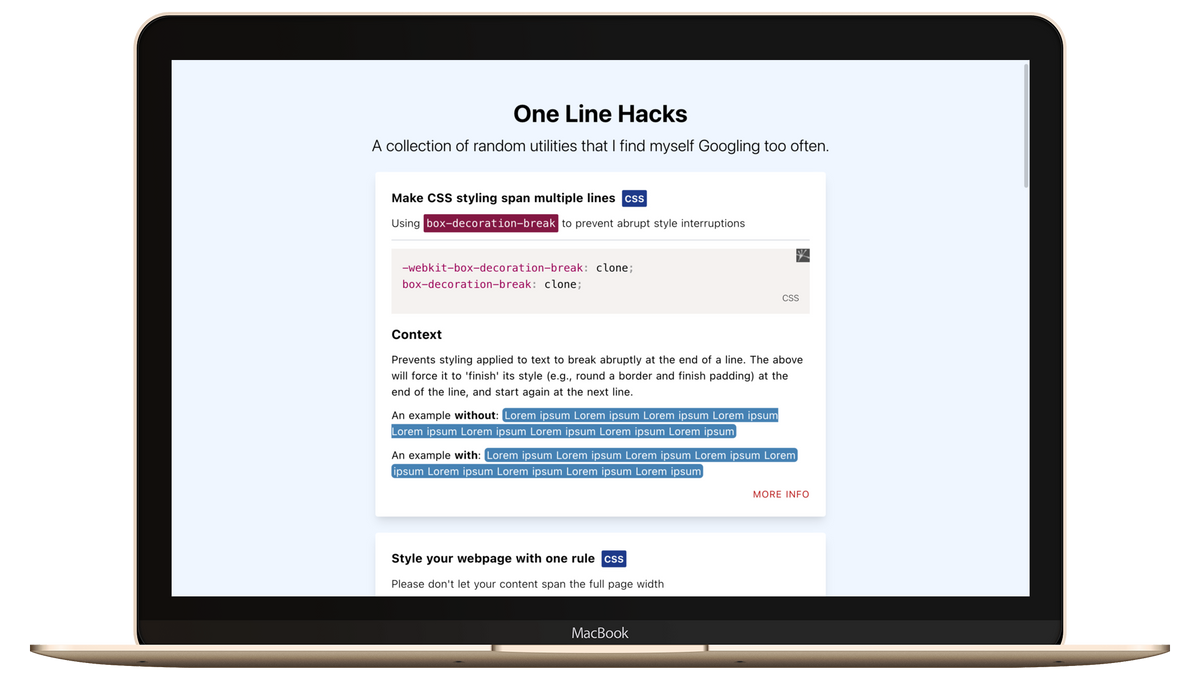 One Line Hacks
A collection of random utilities that I find myself Googling too often.
Make CSS styling span multiple lines CSS
Using box-decoration-break to prevent abrupt style interruptions
-webkit-box-decoration-break: clone;
box-decoration-break: clone;
CSS
Context
Prevents styling applied to text to break abruptly at the end of a line. The above
will force it to 'finish' its style (e.g., round a border and finish padding) at the
end of the line, and start again at the next line.
An example without: Lorem ipsum Lorem ipsum Lorem ipsum Lorem ipsum
Lorem ipsum Lorem ipsum Lorem ipsum Lorem ipsum Lorem ipsum
An example with: Lorem ipsum Lorem ipsum Lorem ipsum Lorem ipsum Lorem
ipsum Lorem ipsum Lorem ipsum Lorem ipsum Lorem ipsum
MORE INFO
Style your webpage with one rule CSS
Please don't let your content span the full page width
MacBook